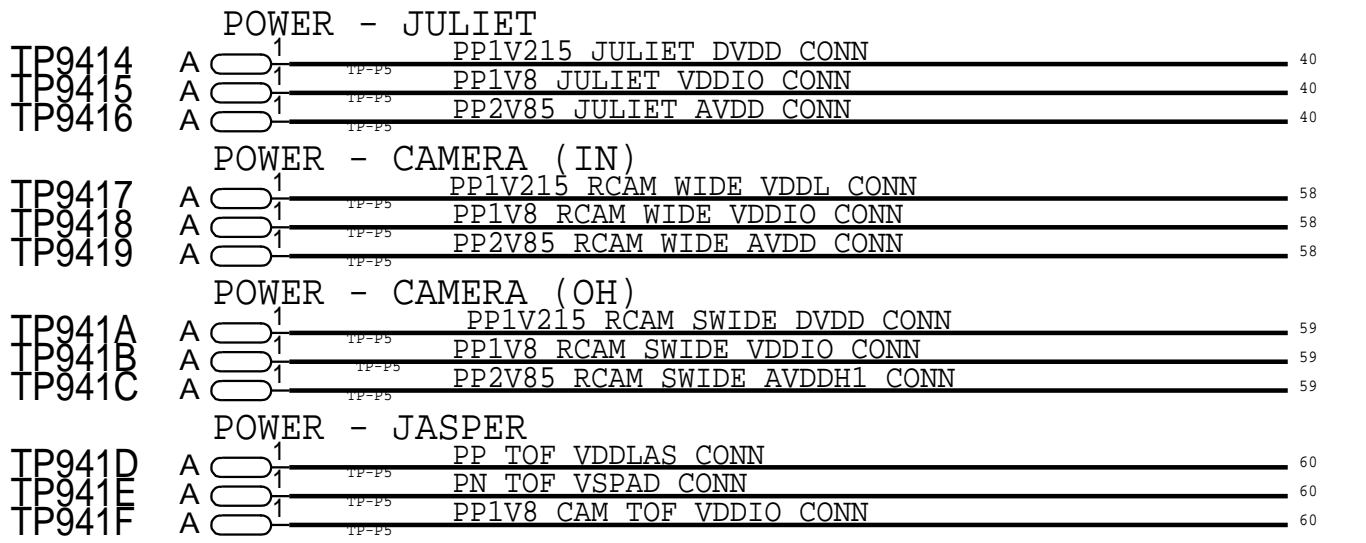 POWER - JULIET
TP9414 A 1 TP-P5 PP1V215 JULIET DVDD CONN 40
TP9415 A 1 TP-P5 PP1V8 JULIET VDDIO CONN 40
TP9416 A 1 TP-P5 PP2V85 JULIET AVDD CONN 40
POWER - CAMERA (IN)
TP9417 A 1 TP-P5 PP1V215 RCAM WIDE VDDL CONN 58
TP9418 A 1 TP-P5 PP1V8 RCAM WIDE VDDIO CONN 58
TP9419 A 1 TP-P5 PP2V85 RCAM WIDE AVDD CONN 58
POWER - CAMERA (OH)
TP941A A 1 TP-P5 PP1V215 RCAM SWIDE DVDD CONN 59
TP941B A 1 TP-P5 PP1V8 RCAM SWIDE VDDIO CONN 59
TP941C A 1 TP-P5 PP2V85 RCAM SWIDE AVDDH1 CONN 59
POWER - JASPER
TP941D A 1 TP-P5 PP TOF VDDLAS CONN 60
TP941E A 1 TP-P5 PN TOF VSPAD CONN 60
TP941F A 1 TP-P5 PP1V8 CAM TOF VDDIO CONN 60